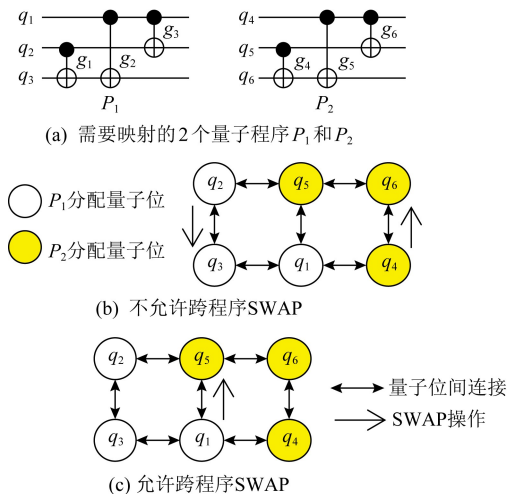 q₁ g₃ q₄ g₆
q₂ g₁ g₂ q₅ g₄ g₅
q₃ q₆
P₁ P₂
(a) 需要映射的2个量子程序P₁和P₂
P₁分配量子位
P₂分配量子位
q₂ q₅ q₆
q₃ q₁ q₄
(b) 不允许跨程序SWAP
q₂ q₅ q₆
q₃ q₁ q₄
量子位间连接
SWAP操作
(c) 允许跨程序SWAP